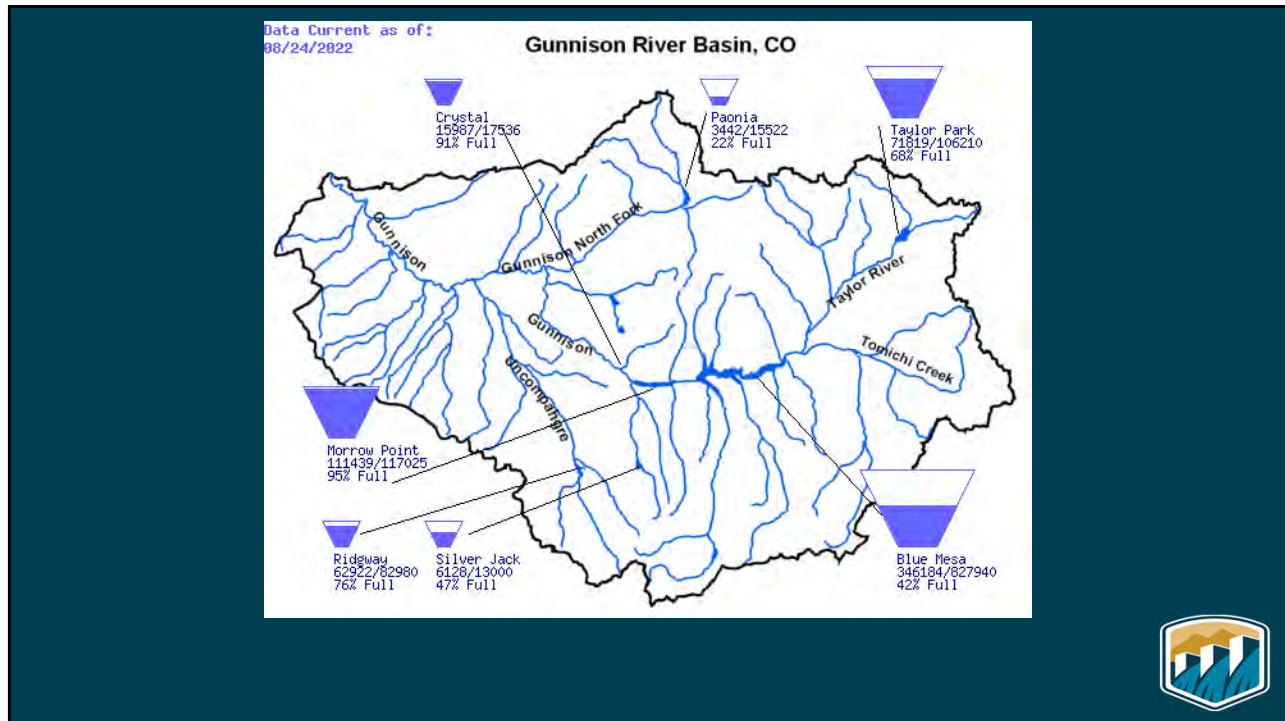 Data Current as of:
08/24/2022
Gunnison River Basin, CO
Crystal
15987/17536
91% Full
Paonia
3442/15522
22% Full
Taylor Park
71819/106210
68% Full
Gunnison
Gunnison North Fork
Taylor River
Gunnison
Tomichi Creek
Uncompahgre
Morrow Point
111439/117025
95% Full
Ridgway
62922/82980
76% Full
Silver Jack
6128/13000
47% Full
Blue Mesa
346184/827940
42% Full